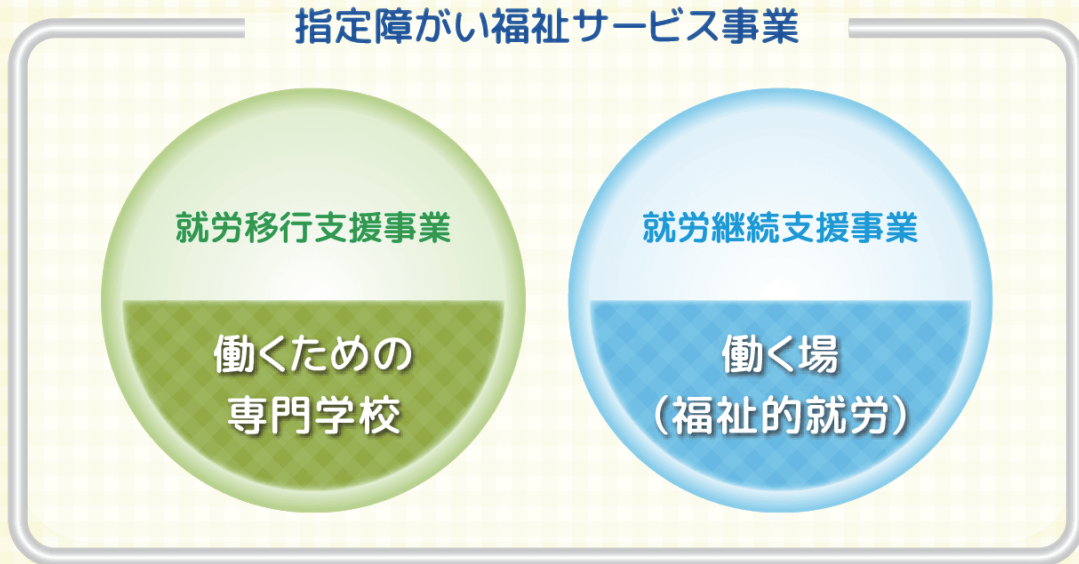 指定障がい福祉サービス事業
就労移行支援事業
働くための
専門学校
就労継続支援事業
働く場
（福祉的就労）